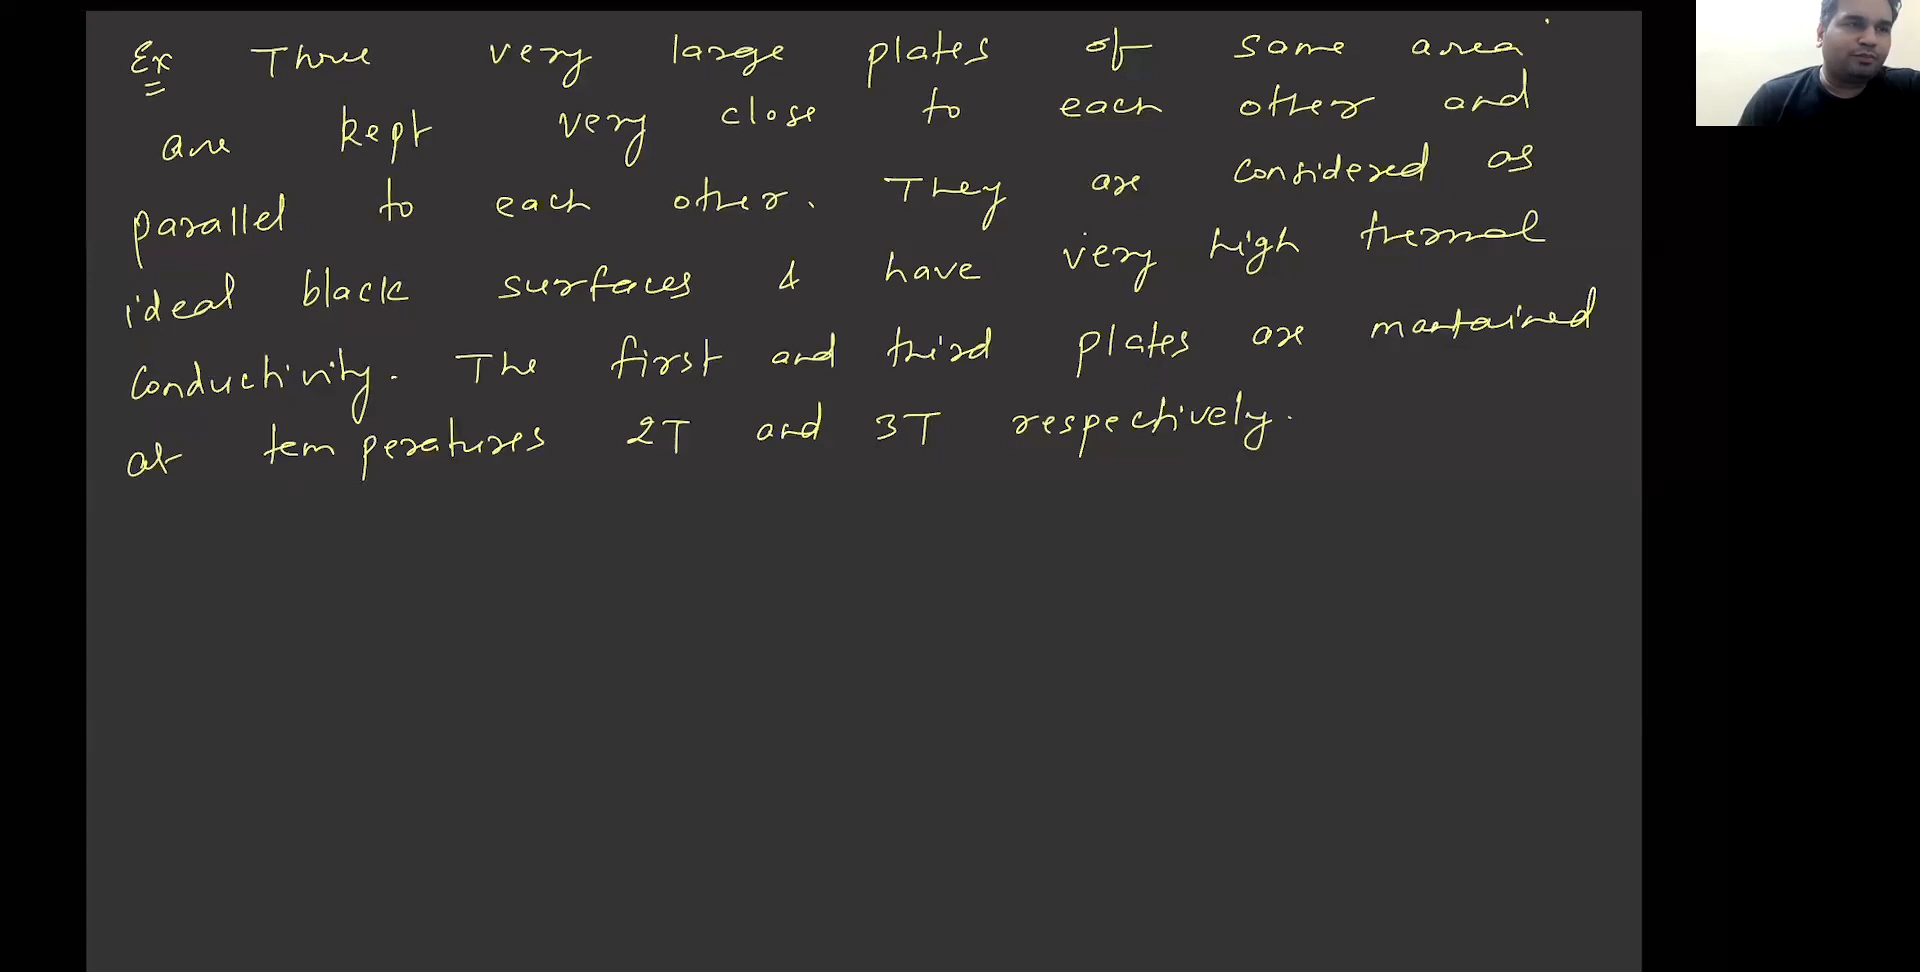 Ex Three very large plates of same area
are kept very close to each other and
parallel to each other. They are considered as
ideal black surfaces & have very high thermal
conductivity. The first and third plates are maintained
at temperatures 2T and 3T respectively.